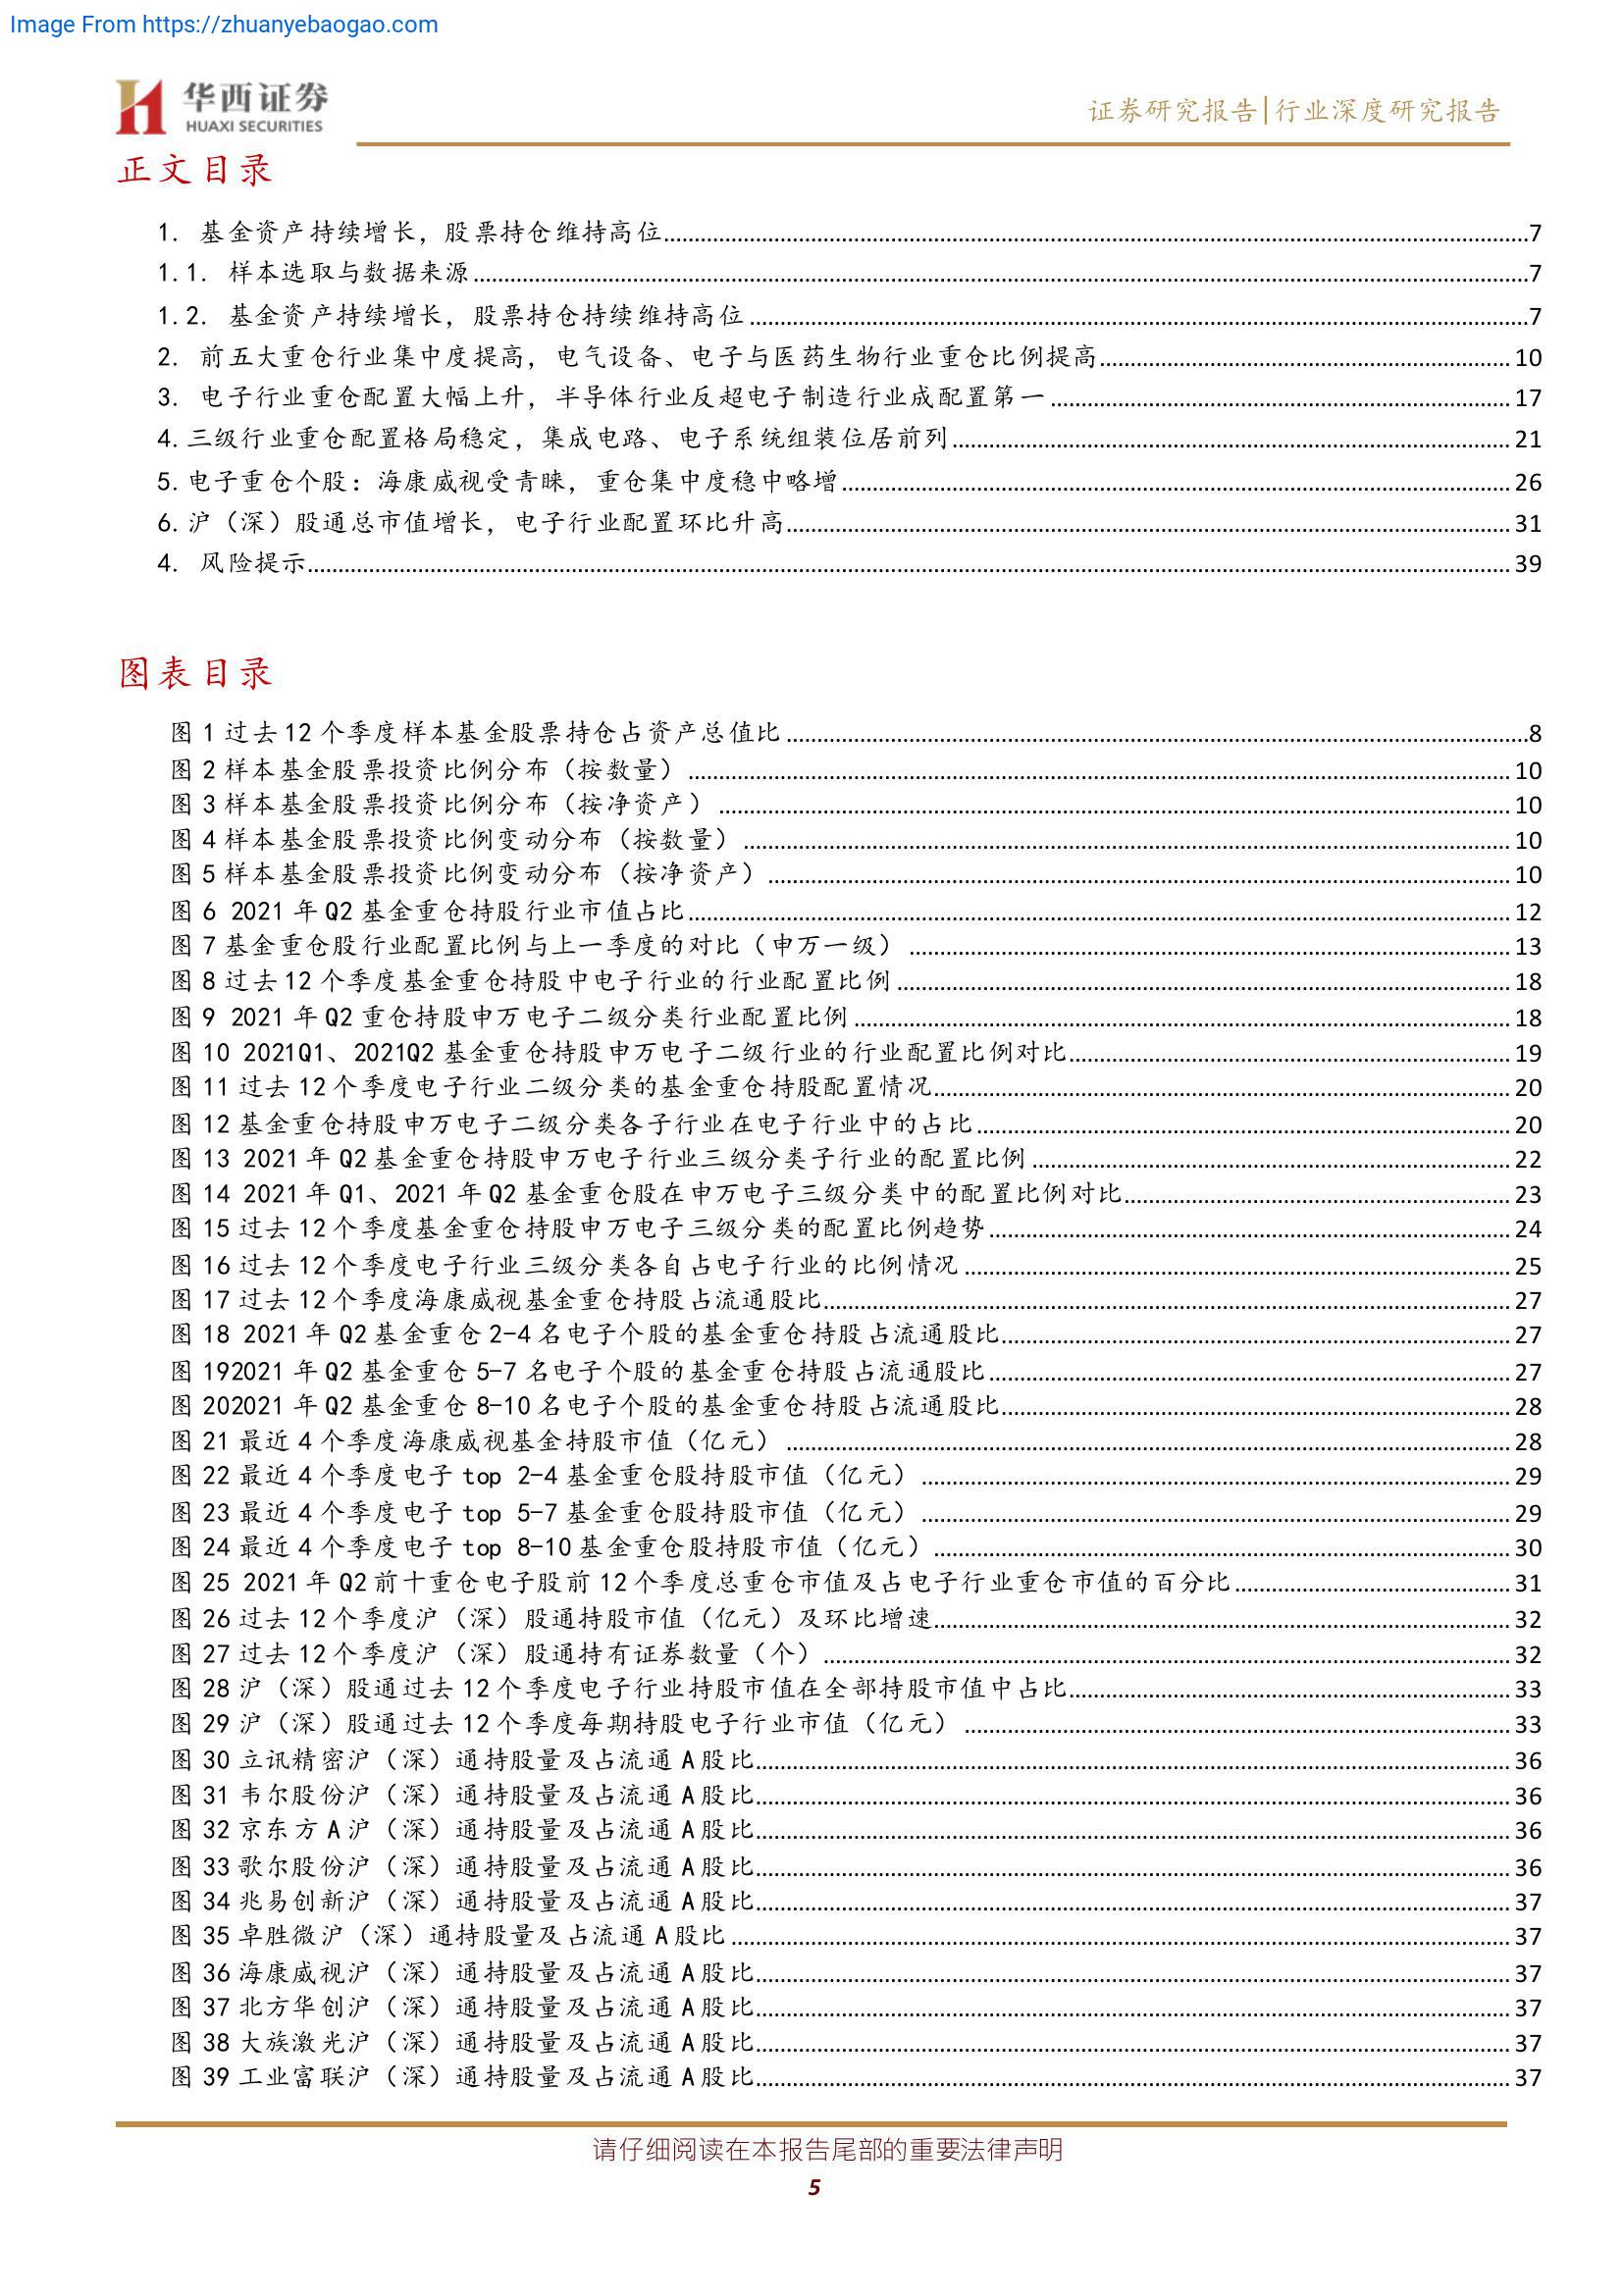 Image From https://zhuanyebaogao.com
华西证券
HUAXI SECURITIES
证券研究报告|行业深度研究报告
正文目录
1. 基金资产持续增长，股票持仓维持高位 7
1.1. 样本选取与数据来源 7
1.2. 基金资产持续增长，股票持仓持续维持高位 7
2. 前五大重仓行业集中度提高，电气设备、电子与医药生物行业重仓比例提高 10
3. 电子行业重仓配置大幅上升，半导体行业反超电子制造行业成配置第一 17
4.三级行业重仓配置格局稳定，集成电路、电子系统组装位居前列 21
5.电子重仓个股：海康威视受青睐，重仓集中度稳中略增 26
6.沪（深）股通总市值增长，电子行业配置环比升高 31
4. 风险提示 39
图表目录
图 1 过去 12 个季度样本基金股票持仓占资产总值比 8
图 2 样本基金股票投资比例分布（按数量） 10
图 3 样本基金股票投资比例分布（按净资产） 10
图 4 样本基金股票投资比例变动分布（按数量） 10
图 5 样本基金股票投资比例变动分布（按净资产） 10
图 6 2021 年 Q2 基金重仓持股行业市值占比 12
图 7 基金重仓股行业配置比例与上一季度的对比（申万一级） 13
图 8 过去 12 个季度基金重仓持股中电子行业的行业配置比例 18
图 9 2021 年 Q2 重仓持股申万电子二级分类行业配置比例 18
图 10 2021Q1、2021Q2 基金重仓持股申万电子二级行业的行业配置比例对比 19
图 11 过去 12 个季度电子行业二级分类的基金重仓持股配置情况 20
图 12 基金重仓持股申万电子二级分类各子行业在电子行业中的占比 20
图 13 2021 年 Q2 基金重仓持股申万电子行业三级分类子行业的配置比例 22
图 14 2021 年 Q1、2021 年 Q2 基金重仓股在申万电子三级分类中的配置比例对比 23
图 15 过去 12 个季度基金重仓持股申万电子三级分类的配置比例趋势 24
图 16 过去 12 个季度电子行业三级分类各自占电子行业的比例情况 25
图 17 过去 12 个季度海康威视基金重仓持股占流通股比 27
图 18 2021 年 Q2 基金重仓 2-4 名电子个股的基金重仓持股占流通股比 27
图 192021 年 Q2 基金重仓 5-7 名电子个股的基金重仓持股占流通股比 27
图 202021 年 Q2 基金重仓 8-10 名电子个股的基金重仓持股占流通股比 28
图 21 最近 4 个季度海康威视基金持股市值（亿元） 28
图 22 最近 4 个季度电子 top 2-4 基金重仓股持股市值（亿元） 29
图 23 最近 4 个季度电子 top 5-7 基金重仓股持股市值（亿元） 29
图 24 最近 4 个季度电子 top 8-10 基金重仓股持股市值（亿元） 30
图 25 2021 年 Q2 前十重仓电子股前 12 个季度总重仓市值及占电子行业重仓市值的百分比 31
图 26 过去 12 个季度沪（深）股通持股市值（亿元）及环比增速 32
图 27 过去 12 个季度沪（深）股通持有证券数量（个） 32
图 28 沪（深）股通过去 12 个季度电子行业持股市值在全部持股市值中占比 33
图 29 沪（深）股通过去 12 个季度每期持股电子行业市值（亿元） 33
图 30 立讯精密沪（深）通持股量及占流通 A 股比 36
图 31 韦尔股份沪（深）通持股量及占流通 A 股比 36
图 32 京东方 A 沪（深）通持股量及占流通 A 股比 36
图 33 歌尔股份沪（深）通持股量及占流通 A 股比 36
图 34 兆易创新沪（深）通持股量及占流通 A 股比 37
图 35 卓胜微沪（深）通持股量及占流通 A 股比 37
图 36 海康威视沪（深）通持股量及占流通 A 股比 37
图 37 北方华创沪（深）通持股量及占流通 A 股比 37
图 38 大族激光沪（深）通持股量及占流通 A 股比 37
图 39 工业富联沪（深）通持股量及占流通 A 股比 37
请仔细阅读在本报告尾部的重要法律声明
5